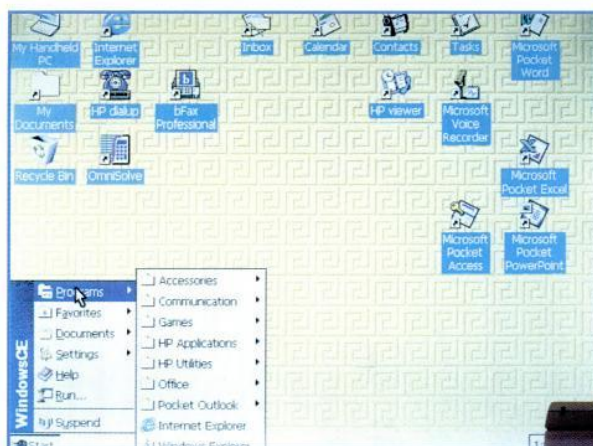 My Handheld
PC
Internet
Explorer
Inbox
Calendar
Contacts
Tasks
Microsoft
Pocket
Word
My
Documents
HP dialup
bFax
Professional
HP viewer
Microsoft
Voice
Recorder
Recycle Bin
OmniSolve
Microsoft
Pocket Excel
Microsoft
Pocket
Access
Microsoft
Pocket
PowerPoint
WindowsCE
Programs
Favorites
Documents
Settings
Help
Run...
Suspend
Start
Accessories
Communication
Games
HP Applications
HP Utilities
Office
Pocket Outlook
Internet Explorer
Windows Explorer